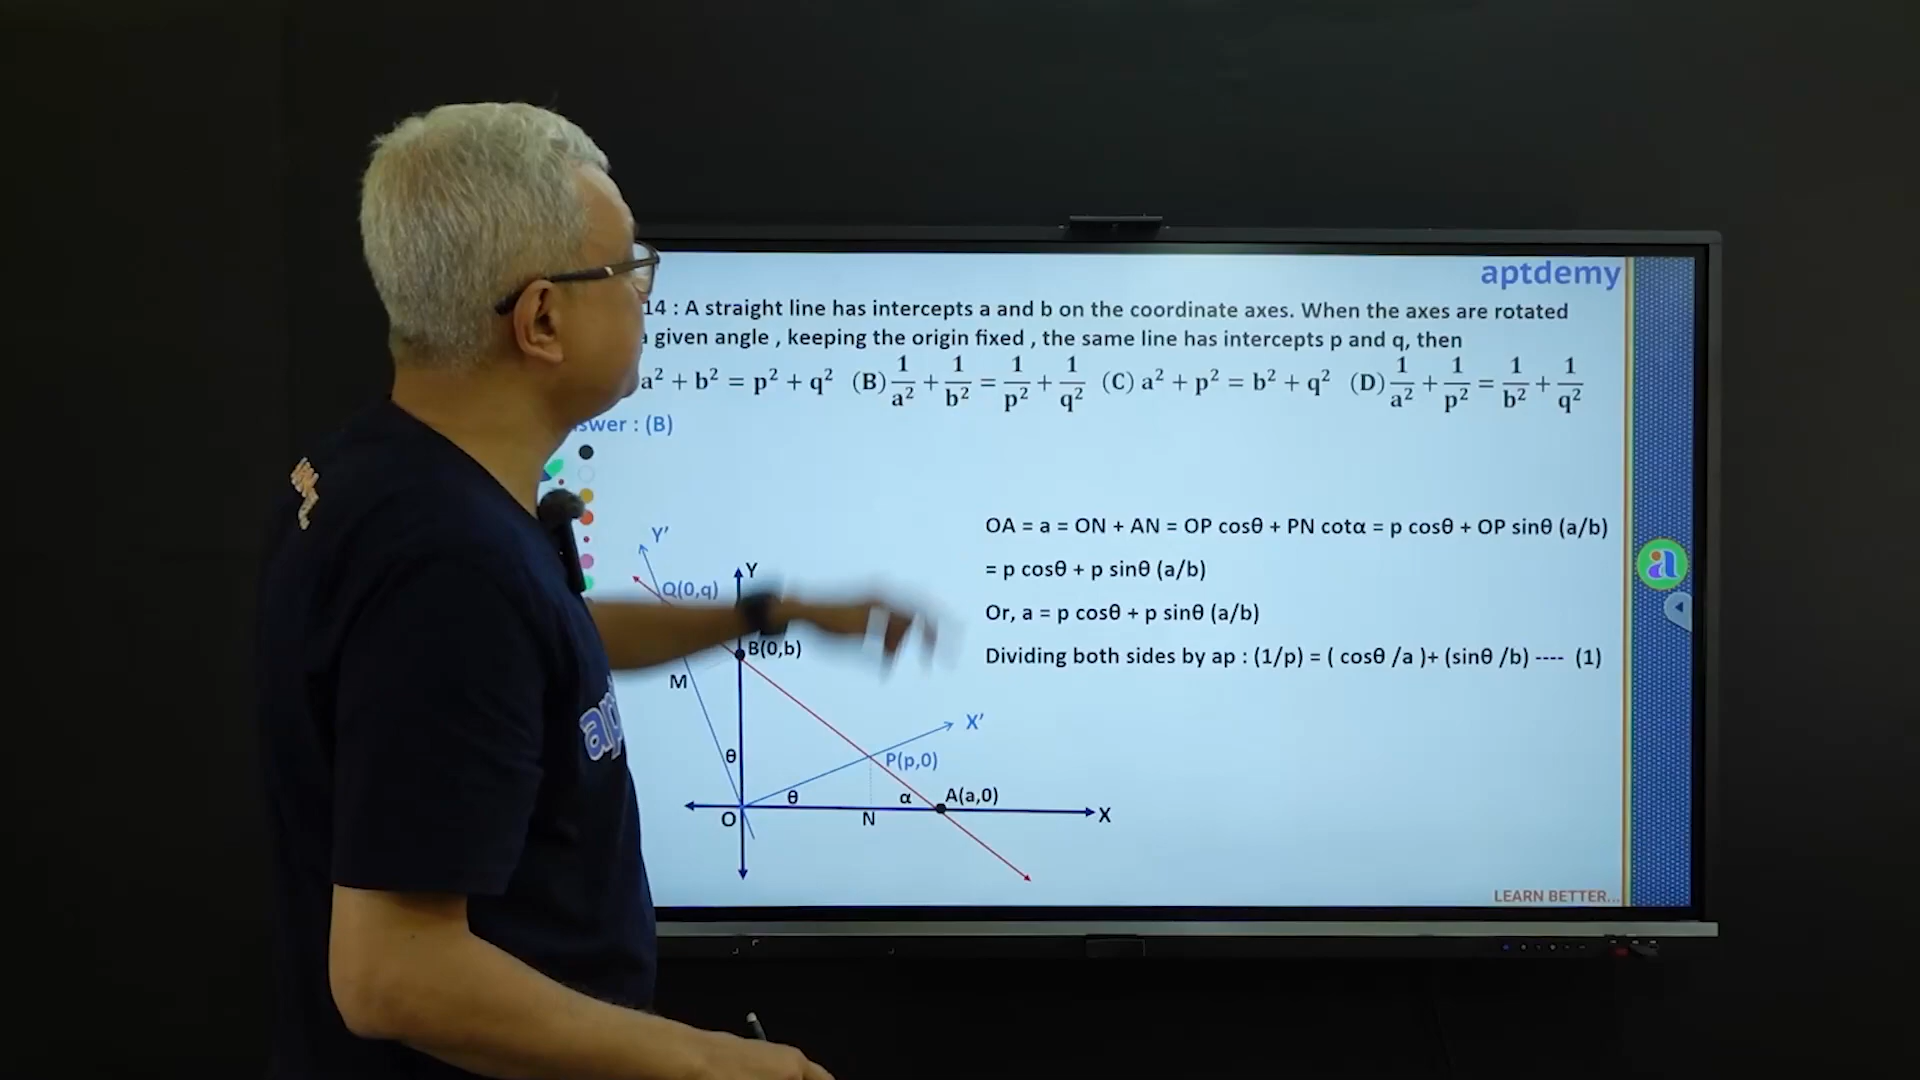 aptdemy
14 : A straight line has intercepts a and b on the coordinate axes. When the axes are rotated
given angle , keeping the origin fixed , the same line has intercepts p and q, then
a² + b² = p² + q² (B) 1/a² + 1/b² = 1/p² + 1/q² (C) a² + p² = b² + q² (D) 1/a² + 1/p² = 1/b² + 1/q²
swer : (B)
OA = a = ON + AN = OP cosθ + PN cotα = p cosθ + OP sinθ (a/b)
= p cosθ + p sinθ (a/b)
Or, a = p cosθ + p sinθ (a/b)
Dividing both sides by ap : (1/p) = ( cosθ /a )+ (sinθ /b) ---- (1)
Y'
Y
Q(0,q)
B(0,b)
M
X'
θ
P(p,0)
θ
α
A(a,0)
O
N
X
a
ap
LEARN BETTER...